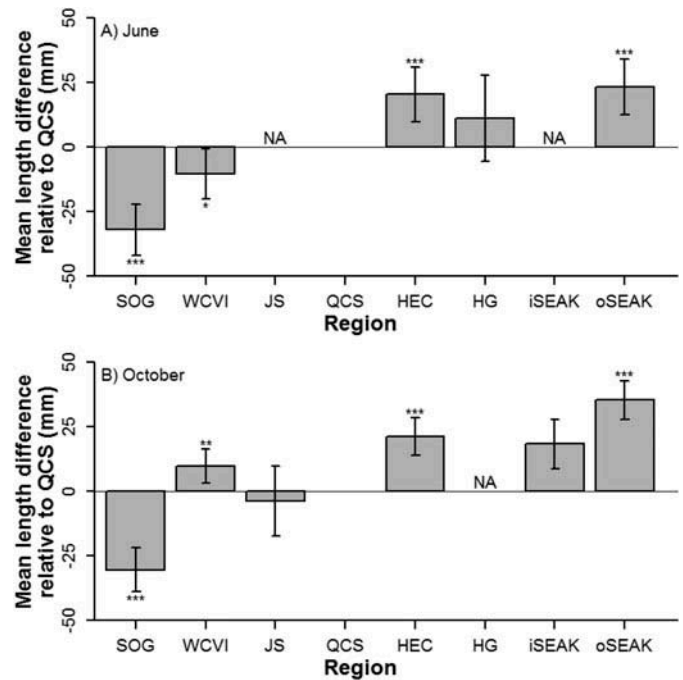 A) June
Mean length difference
relative to QCS (mm)
50
25
0
-25
-50
***
*
NA
***
NA
***
SOG WCVI JS QCS HEC HG iSEAK oSEAK
Region
B) October
Mean length difference
relative to QCS (mm)
50
25
0
-25
-50
***
**
***
NA
***
SOG WCVI JS QCS HEC HG iSEAK oSEAK
Region